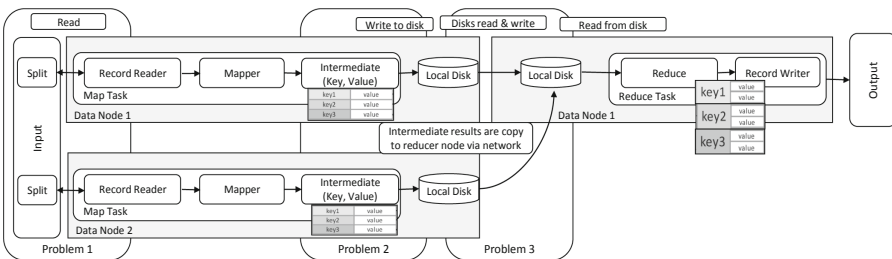 Read
Write to disk
Disks read & write
Read from disk
Input
Split
Record Reader
Mapper
Intermediate
(Key, Value)
key1 value
key2 value
key3 value
Map Task
Data Node 1
Local Disk
Local Disk
Reduce
Record Writer
Reduce Task
key1 value
value
key2 value
value
key3 value
value
Data Node 1
Output
Intermediate results are copy
to reducer node via network
Split
Record Reader
Mapper
Intermediate
(Key, Value)
key1 value
key2 value
key3 value
Map Task
Data Node 2
Local Disk
Problem 1
Problem 2
Problem 3